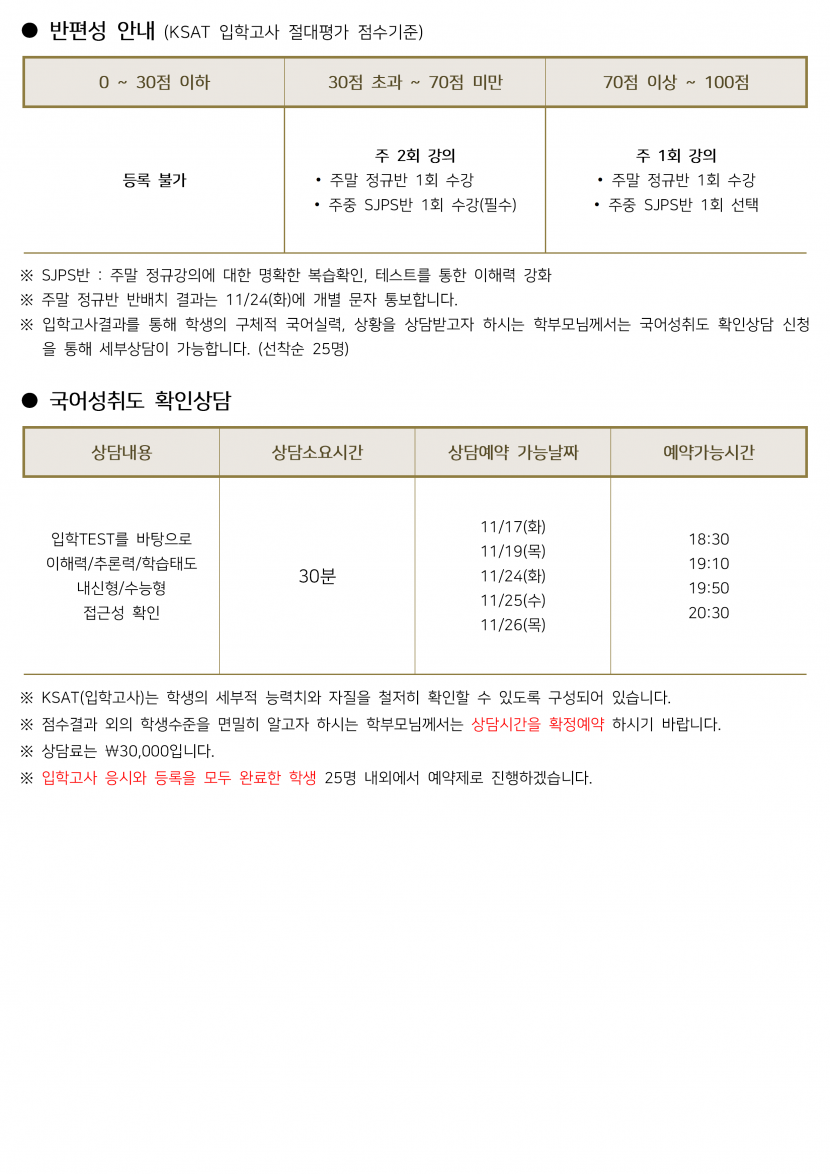 ● 반편성 안내 (KSAT 입학고사 절대평가 점수기준)
0 ~ 30점 이하
30점 초과 ~ 70점 미만
70점 이상 ~ 100점
등록 불가
주 2회 강의
• 주말 정규반 1회 수강
• 주중 SJPS반 1회 수강(필수)
주 1회 강의
• 주말 정규반 1회 수강
• 주중 SJPS반 1회 선택
※ SJPS반 : 주말 정규강의에 대한 명확한 복습확인, 테스트를 통한 이해력 강화
※ 주말 정규반 반배치 결과는 11/24(화)에 개별 문자 통보합니다.
※ 입학고사결과를 통해 학생의 구체적 국어실력, 상황을 상담받고자 하시는 학부모님께서는 국어성취도 확인상담 신청
을 통해 세부상담이 가능합니다. (선착순 25명)
● 국어성취도 확인상담
상담내용
상담소요시간
상담예약 가능날짜
예약가능시간
입학TEST를 바탕으로
이해력/추론력/학습태도
내신형/수능형
접근성 확인
30분
11/17(화)
11/19(목)
11/24(화)
11/25(수)
11/26(목)
18:30
19:10
19:50
20:30
※ KSAT(입학고사)는 학생의 세부적 능력치와 자질을 철저히 확인할 수 있도록 구성되어 있습니다.
※ 점수결과 외의 학생수준을 면밀히 알고자 하시는 학부모님께서는 상담시간을 확정예약 하시기 바랍니다.
※ 상담료는 ₩30,000입니다.
※ 입학고사 응시와 등록을 모두 완료한 학생 25명 내외에서 예약제로 진행하겠습니다.